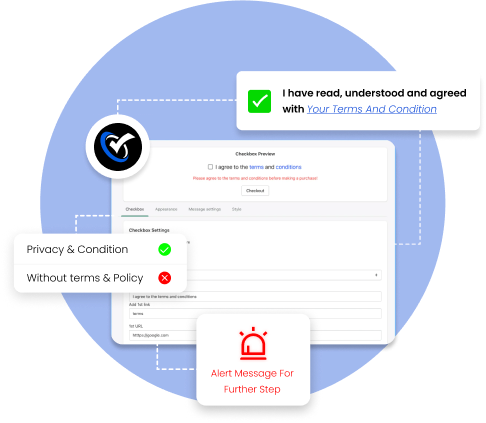 I have read, understood and agreed
with Your Terms And Condition
Checkbox Preview
I agree to the terms and conditions
Please agree to the terms and conditions before making a purchase!
Checkout
Checkbox Appearance Message settings Style
Checkbox Settings
Privacy & Condition
Without terms & Policy
I agree to the terms and conditions
Add 1st link
terms
1st URL
https://google.com
Alert Message For
Further Step